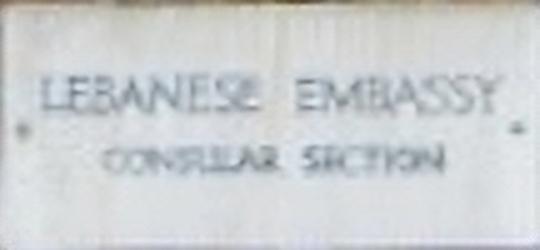 LEBANESE EMBASSY
CONSULAR SECTION